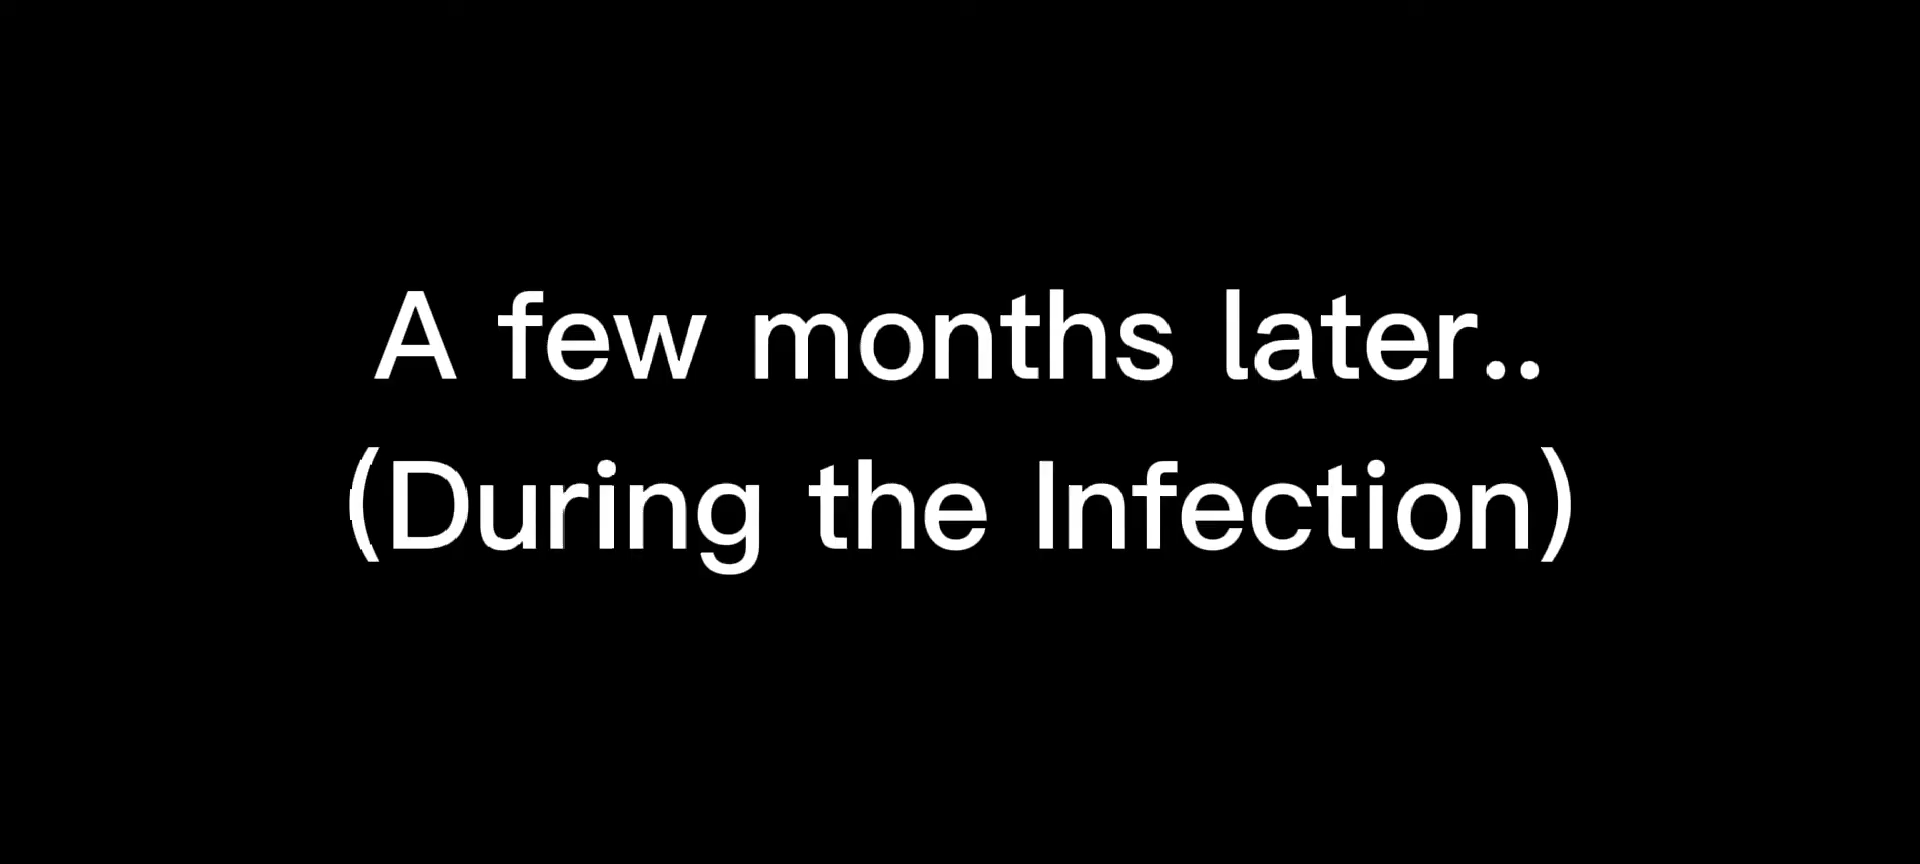 A few months later..
(During the Infection)